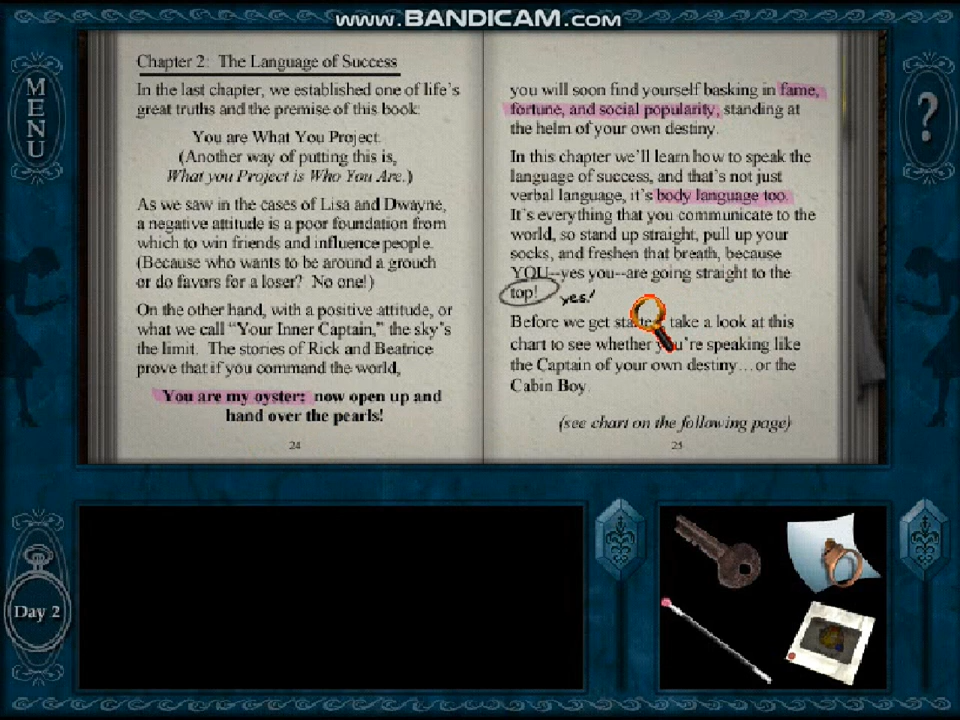 www.BANDICAM.com
MENU
?
Chapter 2: The Language of Success
In the last chapter, we established one of life's
great truths and the premise of this book:
You are What You Project.
(Another way of putting this is,
What you Project is Who You Are.)
As we saw in the cases of Lisa and Dwayne,
a negative attitude is a poor foundation from
which to win friends and influence people.
(Because who wants to be around a grouch
or do favors for a loser? No one!)
On the other hand, with a positive attitude, or
what we call "Your Inner Captain," the sky's
the limit. The stories of Rick and Beatrice
prove that if you command the world,
You are my oyster: now open up and
hand over the pearls!
24
you will soon find yourself basking in fame,
fortune, and social popularity, standing at
the helm of your own destiny.
In this chapter we'll learn how to speak the
language of success, and that's not just
verbal language, it's body language too.
It's everything that you communicate to the
world, so stand up straight, pull up your
socks, and freshen that breath, because
YOU--yes you--are going straight to the
top! yes!
Before we get started, take a look at this
chart to see whether you're speaking like
the Captain of your own destiny…or the
Cabin Boy.
(see chart on the following page)
25
Day 2